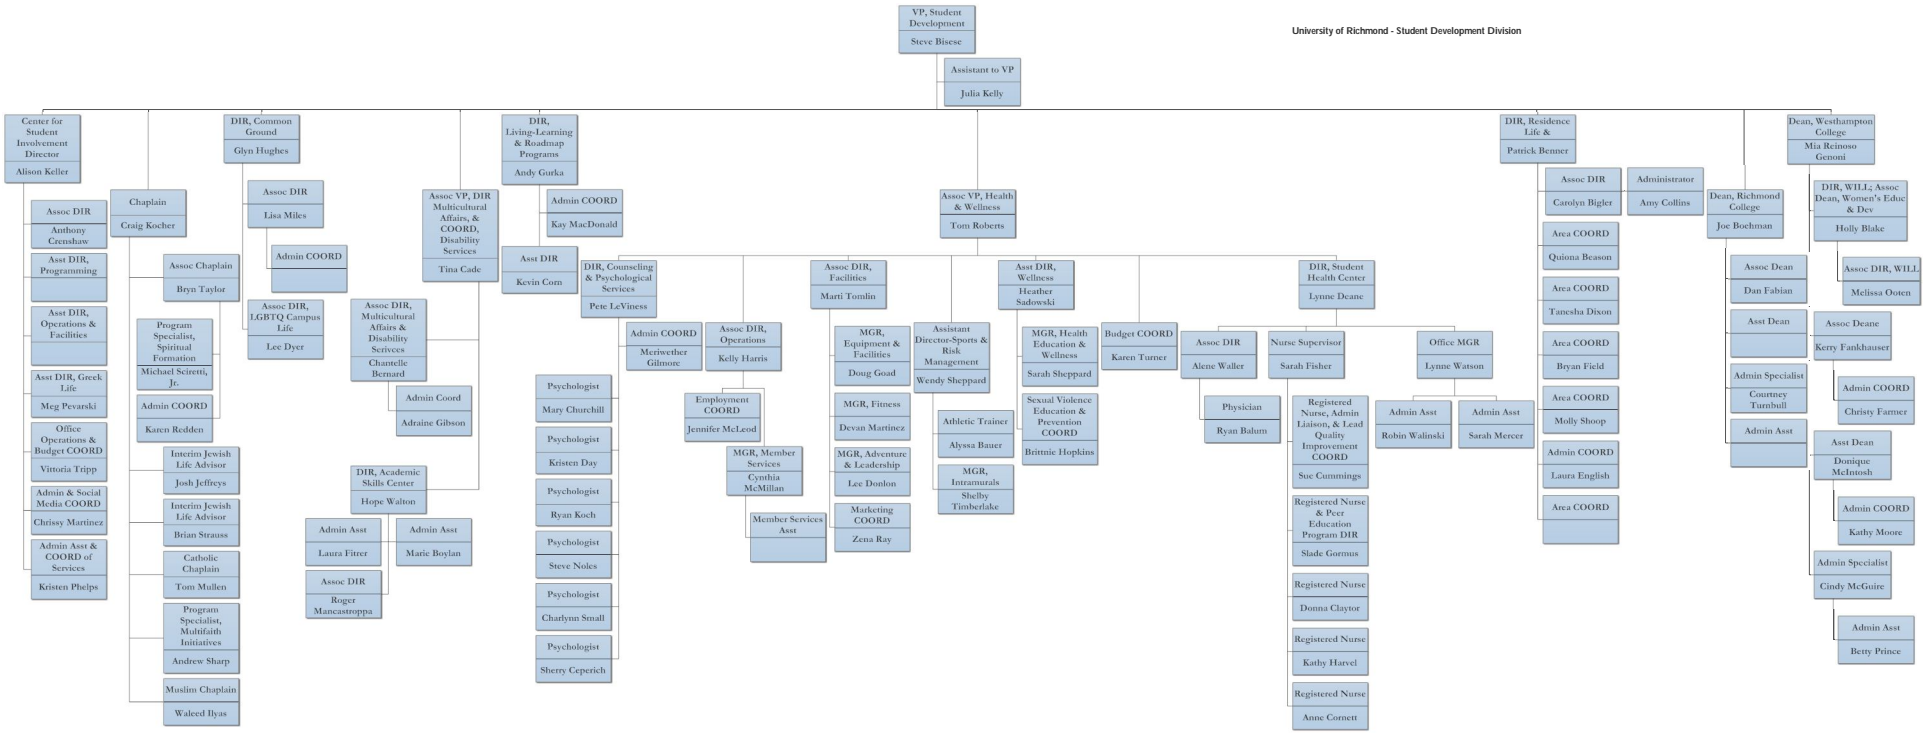 University of Richmond - Student Development Division
VP, Student
Development
Steve Bisese
Assistant to VP
Julia Kelly
Center for
Student
Involvement
Director
Alison Keller
Assoc DIR
Anthony
Crenshaw
Asst DIR,
Programming
Asst DIR,
Operations &
Facilities
Asst DIR, Greek
Life
Meg Pevarski
Office
Operations &
Budget COORD
Vittoria Tripp
Admin & Social
Media COORD
Chrissy Martinez
Admin Asst &
COORD of
Services
Kristen Phelps
Chaplain
Craig Kocher
Assoc Chaplain
Bryn Taylor
Program
Specialist,
Spiritual
Formation
Michael Sciretti,
Jr.
Admin COORD
Karen Redden
Interim Jewish
Life Advisor
Josh Jeffreys
Interim Jewish
Life Advisor
Brian Strauss
Catholic
Chaplain
Tom Mullen
Program
Specialist,
Multifaith
Initiatives
Andrew Sharp
Muslim Chaplain
Waleed Ilyas
DIR, Common
Ground
Glyn Hughes
Assoc DIR
Lisa Miles
Admin COORD
Assoc DIR,
LGBTQ Campus
Life
Lee Dyer
Assoc VP, DIR
Multicultural
Affairs, &
COORD,
Disability
Services
Tina Cade
Assoc DIR,
Multicultural
Affairs &
Disability
Scrivces
Chantelle
Bernard
Admin Coord
Adraine Gibson
DIR, Academic
Skills Center
Hope Walton
Admin Asst
Laura Fitrer
Admin Asst
Marie Boylan
Assoc DIR
Roger
Mancastroppa
DIR,
Living-Learning
& Roadmap
Programs
Andy Gurka
Admin COORD
Kay MacDonald
Asst DIR
Kevin Corn
Assoc VP, Health
& Wellness
Tom Roberts
DIR, Counseling
& Psychological
Services
Pete LeViness
Admin COORD
Meriwether
Gilmore
Psychologist
Mary Churchill
Psychologist
Kristen Day
Psychologist
Ryan Koch
Psychologist
Steve Noles
Psychologist
Charlynn Small
Psychologist
Sherry Ceperich
Assoc DIR,
Operations
Kelly Harris
Employment
COORD
Jennifer McLeod
MGR, Member
Services
Cynthia
McMillan
Member Services
Asst
Assoc DIR,
Facilities
Marti Tomlin
MGR,
Equipment &
Facilities
Doug Goad
MGR, Fitness
Devan Martinez
MGR, Adventure
& Leadership
Lee Donlon
Marketing
COORD
Zena Ray
Assistant
Director-Sports &
Risk
Management
Wendy Sheppard
Athletic Trainer
Alyssa Bauer
MGR,
Intramurals
Shelby
Timberlake
Asst DIR,
Wellness
Heather
Sadowski
MGR, Health
Education &
Wellness
Sarah Sheppard
Sexual Violence
Education &
Prevention
COORD
Brittnie Hopkins
Budget COORD
Karen Turner
DIR, Student
Health Center
Lynne Deane
Assoc DIR
Alene Waller
Physician
Ryan Balum
Nurse Supervisor
Sarah Fisher
Registered
Nurse, Admin
Liaison, & Lead
Quality
Improvement
COORD
Sue Cummings
Registered Nurse
& Peer
Education
Program DIR
Slade Gormus
Registered Nurse
Donna Claytor
Registered Nurse
Kathy Harvel
Registered Nurse
Anne Cornett
Office MGR
Lynne Watson
Admin Asst
Robin Walinski
Admin Asst
Sarah Mercer
DIR, Residence
Life &
Patrick Benner
Assoc DIR
Carolyn Bigler
Administrator
Amy Collins
Area COORD
Quiona Beason
Area COORD
Tanesha Dixon
Area COORD
Bryan Field
Area COORD
Molly Shoop
Admin COORD
Laura English
Area COORD
Dean, Richmond
College
Joe Boehman
Assoc Dean
Dan Fabian
Asst Dean
Admin Specialist
Courtney
Turnbull
Admin Asst
Dean, Westhampton
College
Mia Reinoso
Genoni
DIR, WILL; Assoc
Dean, Women's Educ
& Dev
Holly Blake
Assoc DIR, WILL
Melissa Ooten
Assoc Deane
Kerry Fankhauser
Admin COORD
Christy Farmer
Asst Dean
Donique
McIntosh
Admin COORD
Kathy Moore
Admin Specialist
Cindy McGuire
Admin Asst
Betty Prince